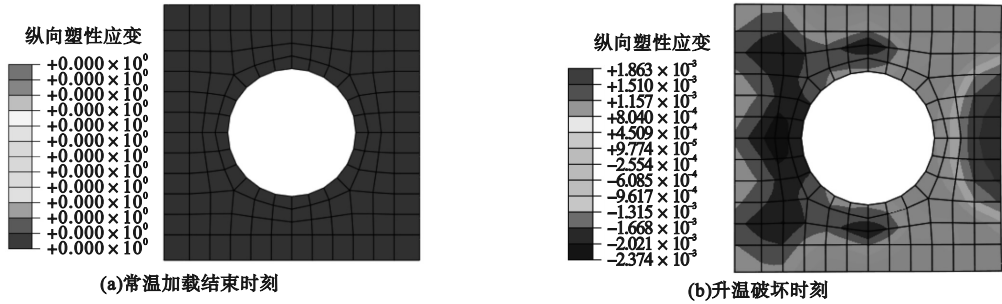 纵向塑性应变
+0.000 × 10⁰
+0.000 × 10⁰
+0.000 × 10⁰
+0.000 × 10⁰
+0.000 × 10⁰
+0.000 × 10⁰
+0.000 × 10⁰
+0.000 × 10⁰
+0.000 × 10⁰
+0.000 × 10⁰
+0.000 × 10⁰
+0.000 × 10⁰
+0.000 × 10⁰
(a)常温加载结束时刻
纵向塑性应变
+1.863 × 10⁻³
+1.510 × 10⁻³
+1.157 × 10⁻³
+8.040 × 10⁻⁴
+4.509 × 10⁻⁴
+9.774 × 10⁻⁵
−2.554 × 10⁻⁴
−6.085 × 10⁻⁴
−9.617 × 10⁻⁴
−1.315 × 10⁻³
−1.668 × 10⁻³
−2.021 × 10⁻³
−2.374 × 10⁻³
(b)升温破坏时刻